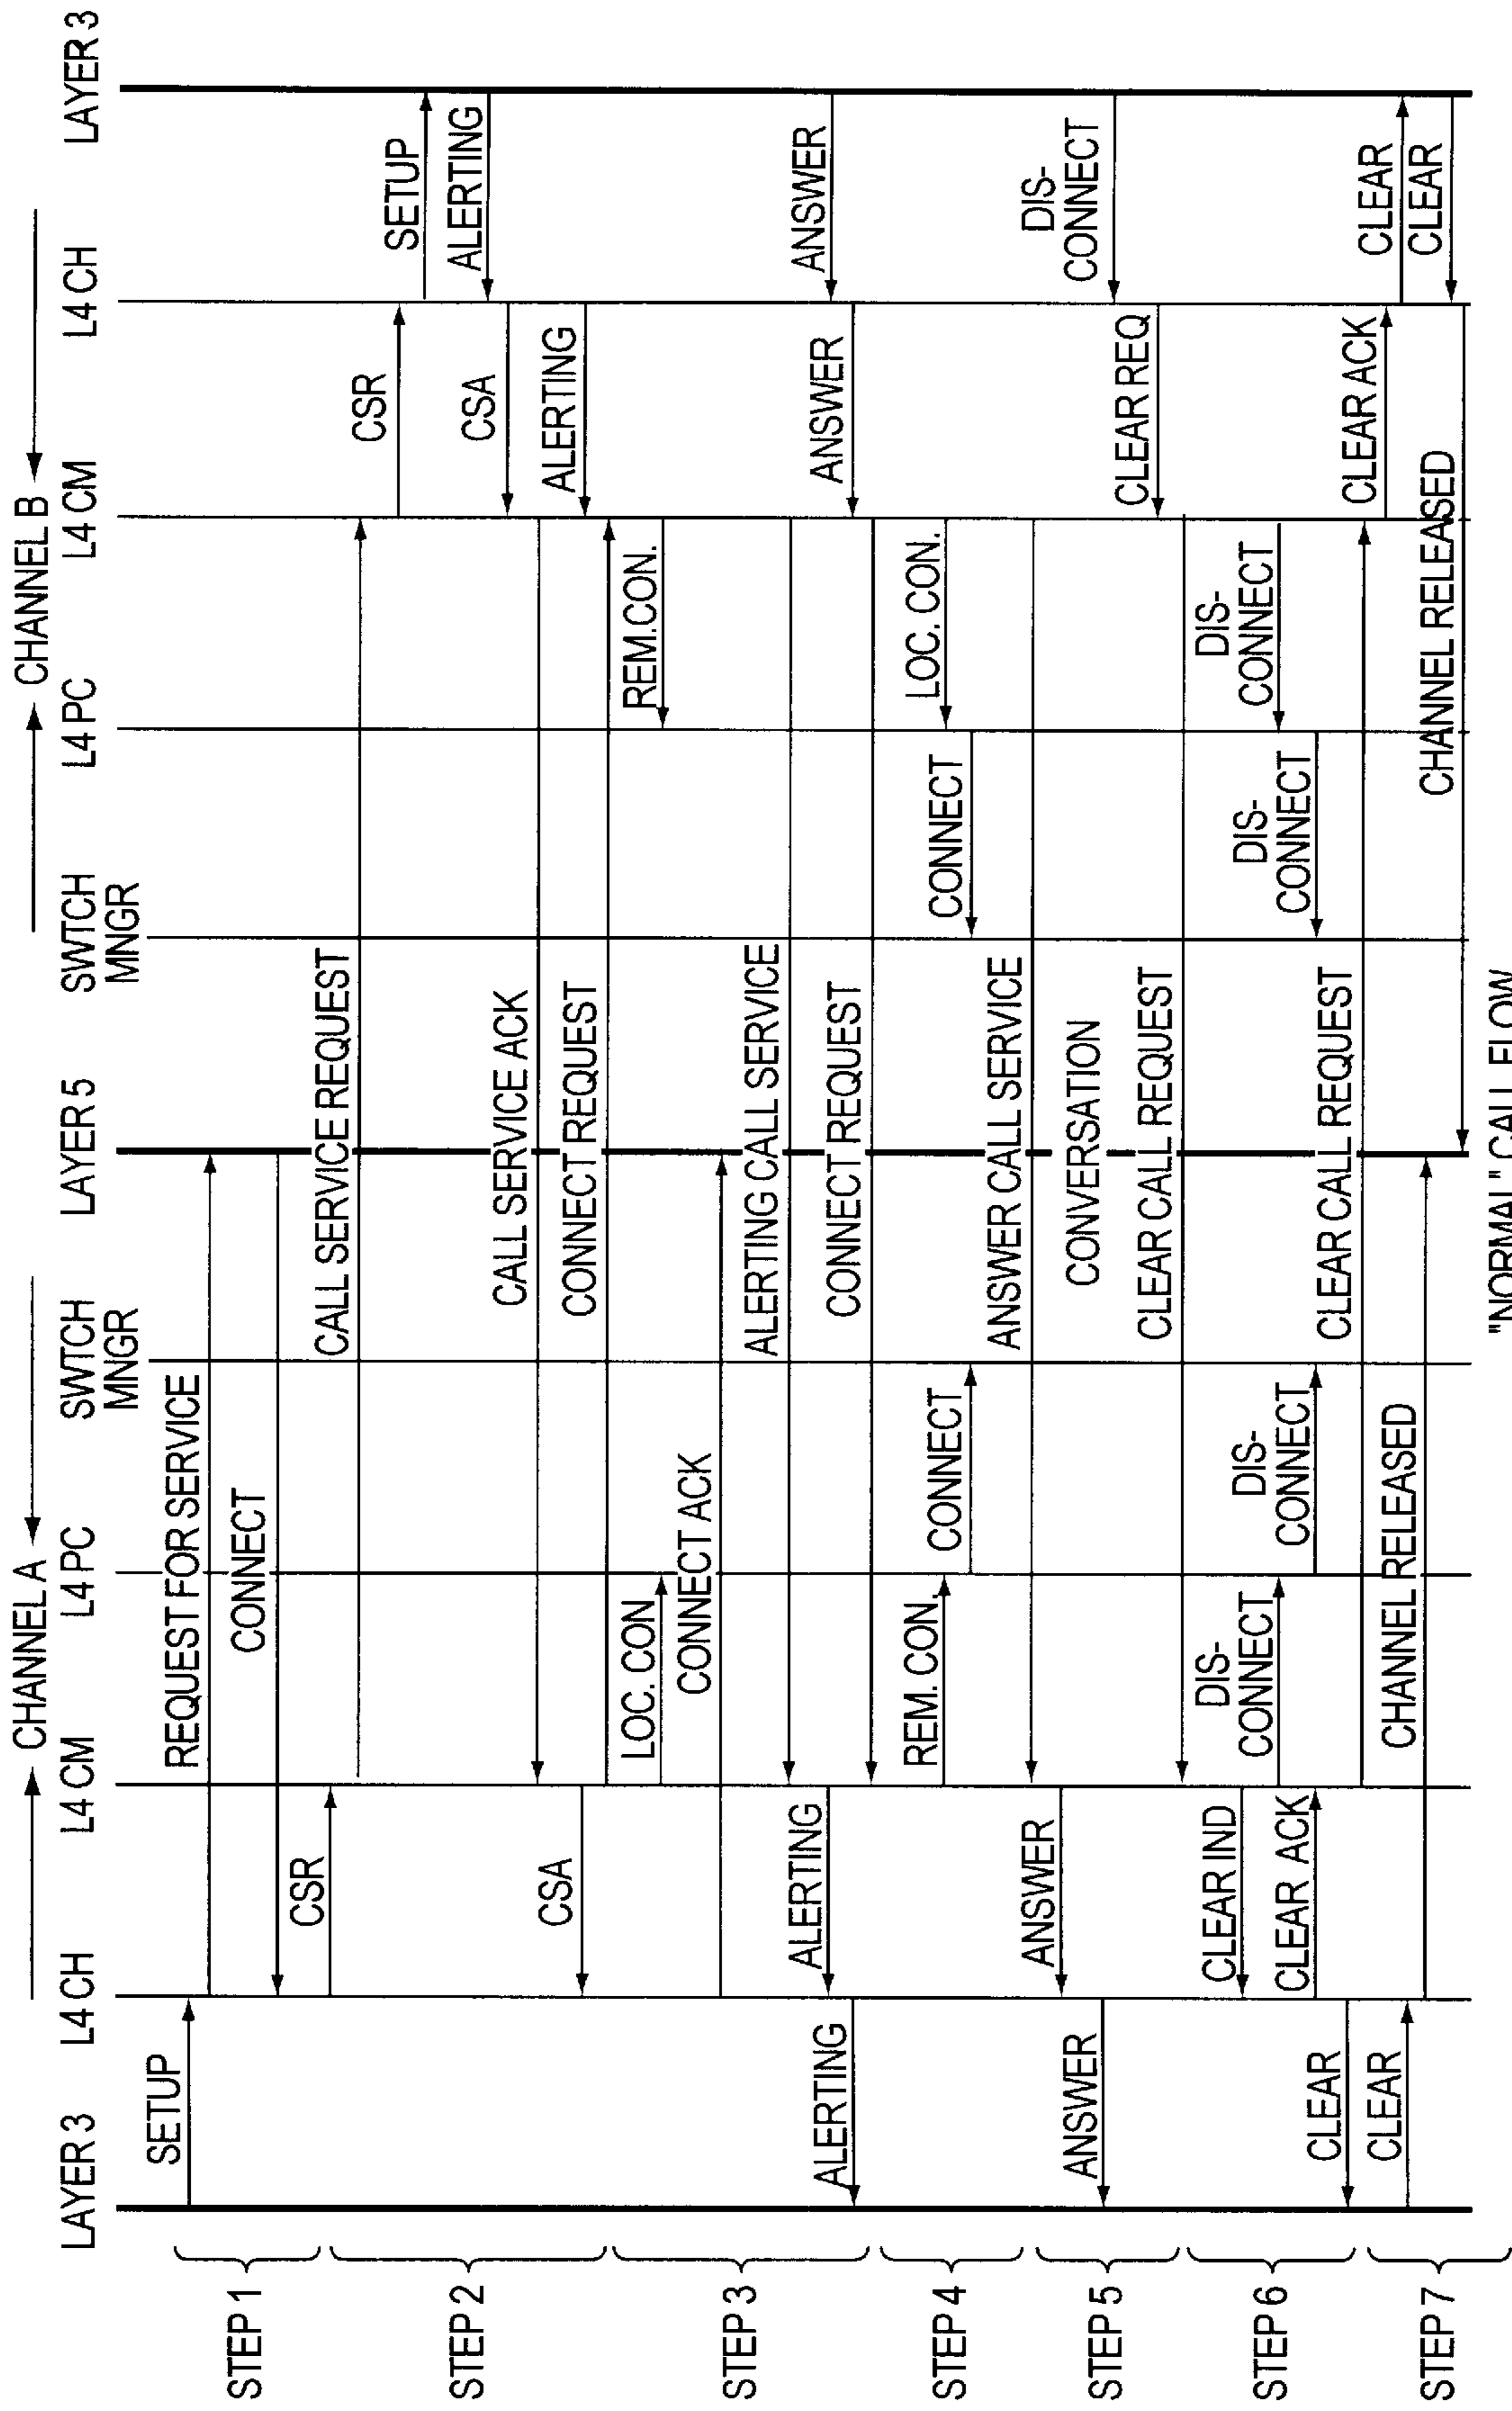 CHANNEL A
CHANNEL B
LAYER 3
L4 CH
L4 CM
L4 PC
SWTCH
MNGR
LAYER 5
SWTCH
MNGR
L4 PC
L4 CM
L4 CH
LAYER 3
STEP 1
SETUP
REQUEST FOR SERVICE
CONNECT
STEP 2
CSR
CALL SERVICE REQUEST
CSR
SETUP
ALERTING
CSA
CALL SERVICE ACK
CSA
ALERTING
CONNECT REQUEST
STEP 3
LOC. CON
REM.CON.
CONNECT ACK
ALERTING CALL SERVICE
ALERTING
ANSWER
ALERTING
ANSWER
CONNECT REQUEST
STEP 4
REM. CON.
LOC. CON.
CONNECT
CONNECT
ANSWER CALL SERVICE
STEP 5
ANSWER
ANSWER
CONVERSATION
DIS-
CONNECT
CLEAR REQ
CLEAR CALL REQUEST
STEP 6
CLEAR IND
DIS-
CONNECT
DIS-
CONNECT
CLEAR ACK
DIS-
CONNECT
DIS-
CONNECT
CLEAR
CLEAR CALL REQUEST
STEP 7
CLEAR ACK
CLEAR
CLEAR
CHANNEL RELEASED
CLEAR
CHANNEL RELEASED
"NORMAL" CALL FLOW